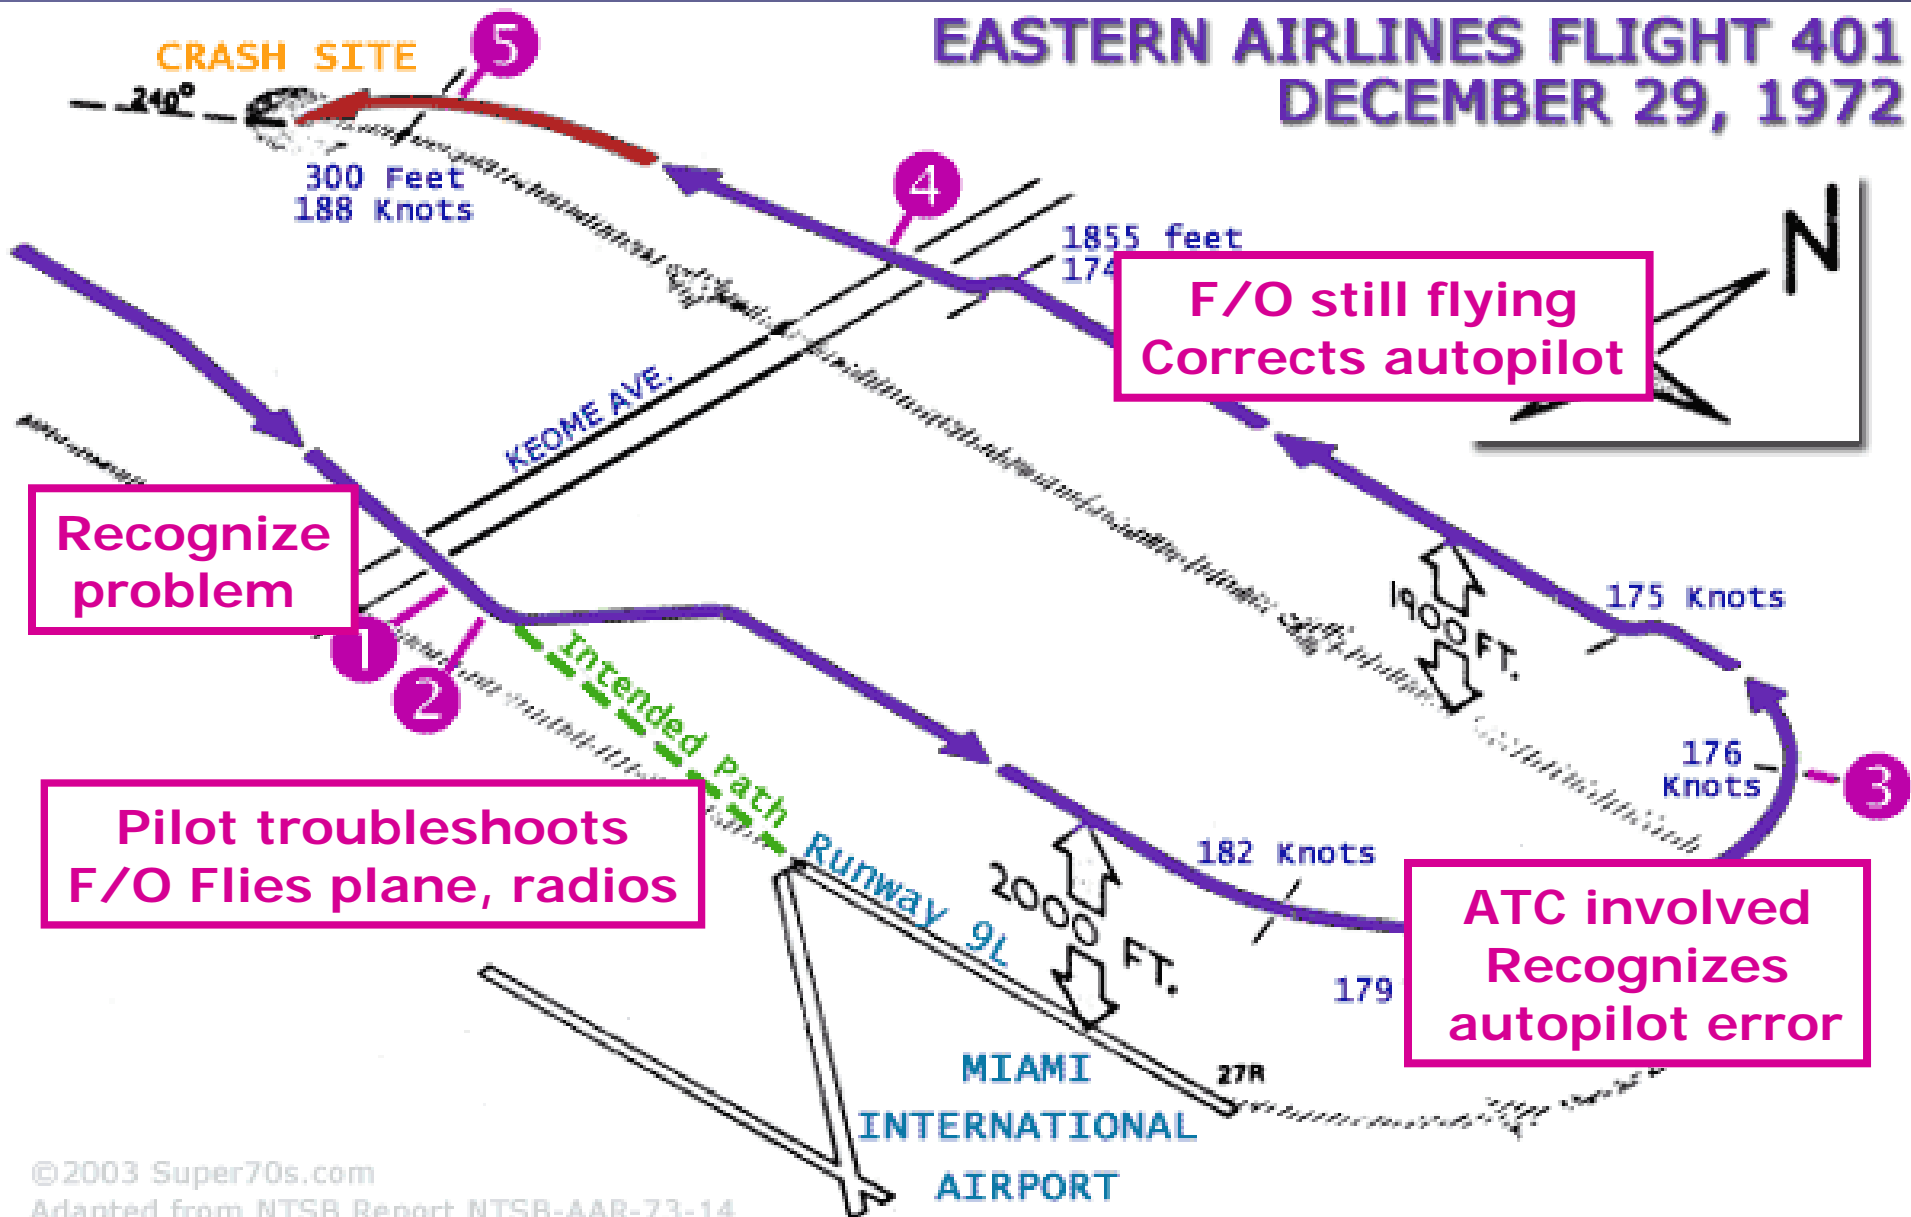 EASTERN AIRLINES FLIGHT 401
DECEMBER 29, 1972
CRASH SITE
5
240°
300 Feet
188 Knots
4
1855 feet
174
N
F/O still flying
Corrects autopilot
KEOME AVE.
Recognize
problem
1
2
Intended Path
1900 FT.
175 Knots
176
Knots
3
Pilot troubleshoots
F/O Flies plane, radios
Runway 9L
2000 FT.
182 Knots
179
ATC involved
Recognizes
autopilot error
27R
MIAMI
INTERNATIONAL
AIRPORT
©2003 Super70s.com
Adapted from NTSB Report NTSB-AAR-73-14